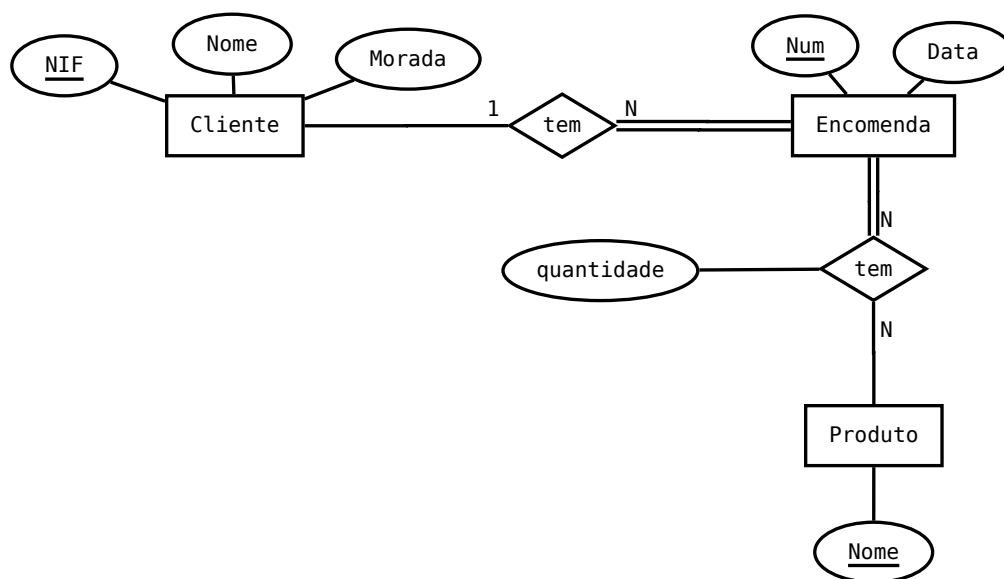 NIF
Nome
Morada
Num
Data
Cliente
1
tem
N
Encomenda
N
quantidade
tem
N
Produto
Nome